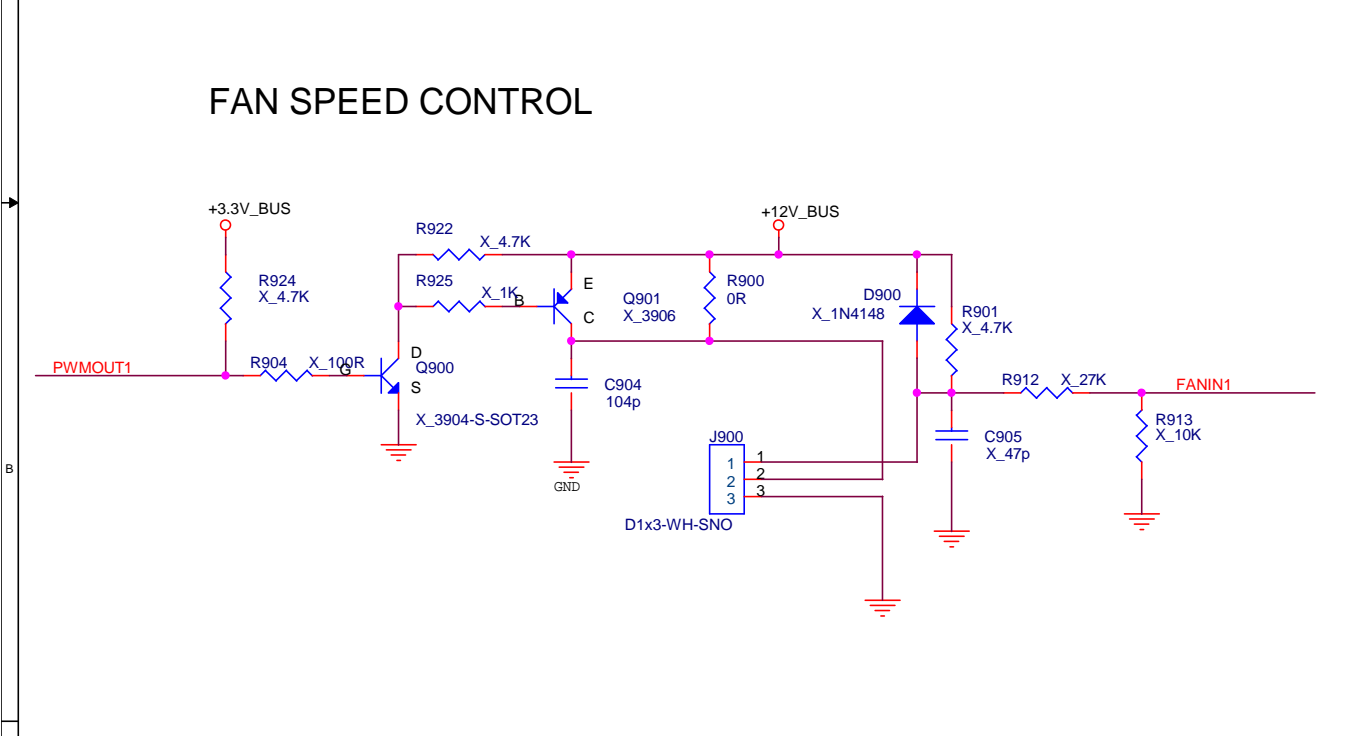 FAN SPEED CONTROL
+3.3V_BUS
+12V_BUS
R922
X_4.7K
R924
X_4.7K
R925
X_1K
B
E
C
Q901
X_3906
R900
0R
D900
X_1N4148
R901
X_4.7K
PWMOUT1
R904
X_100R
G
D
S
Q900
X_3904-S-SOT23
C904
104p
GND
R912
X_27K
FANIN1
R913
X_10K
C905
X_47p
J900
1
2
3
1
2
3
D1x3-WH-SNO
B